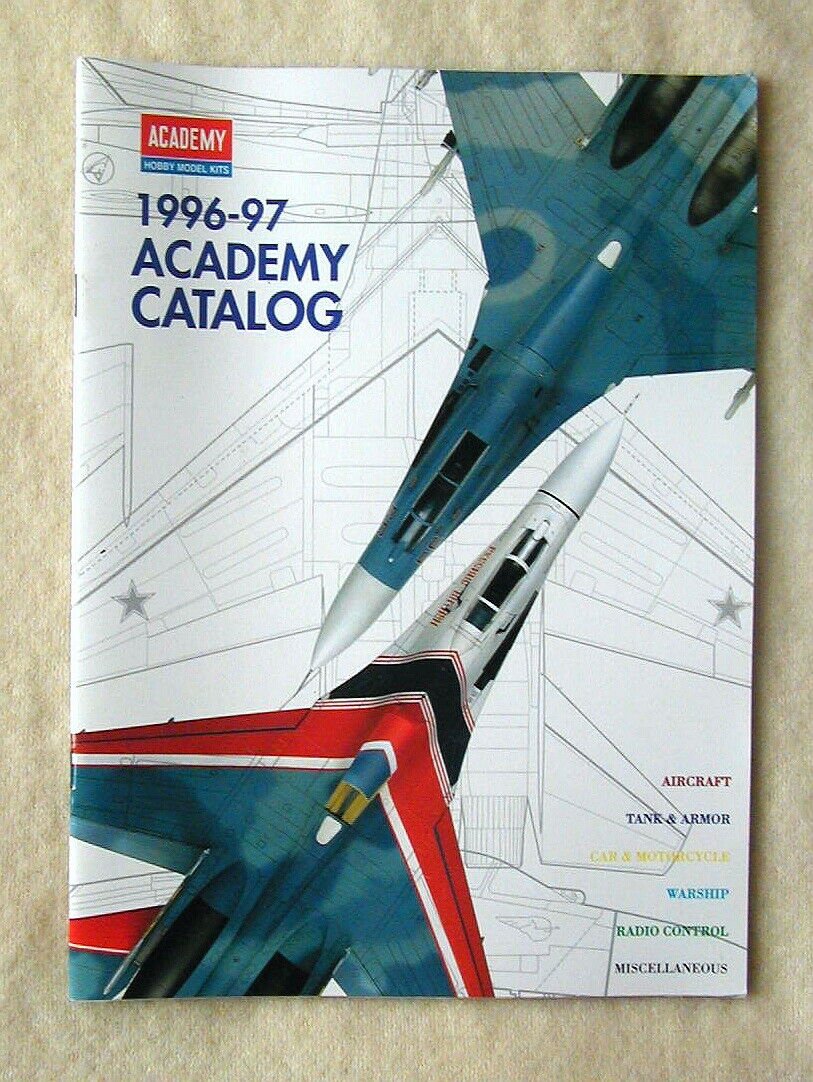 ACADEMY
HOBBY MODEL KITS
1996-97
ACADEMY
CATALOG
AIRCRAFT
TANK & ARMOR
CAR & MOTORCYCLE
WARSHIP
RADIO CONTROL
MISCELLANEOUS